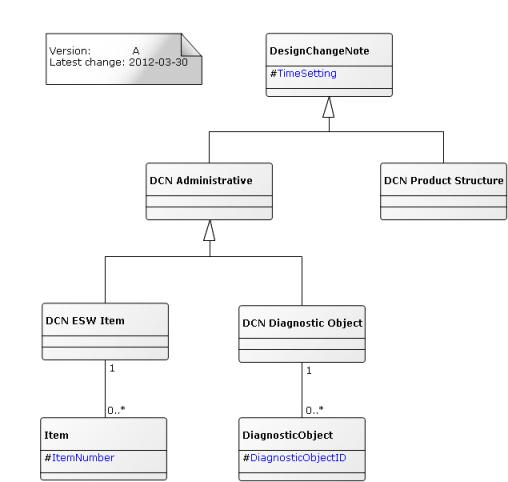 Version: A
Latest change: 2012-03-30
DesignChangeNote
#TimeSetting
DCN Administrative
DCN Product Structure
DCN ESW Item
DCN Diagnostic Object
1
1
0..*
0..*
Item
#ItemNumber
DiagnosticObject
#DiagnosticObjectID